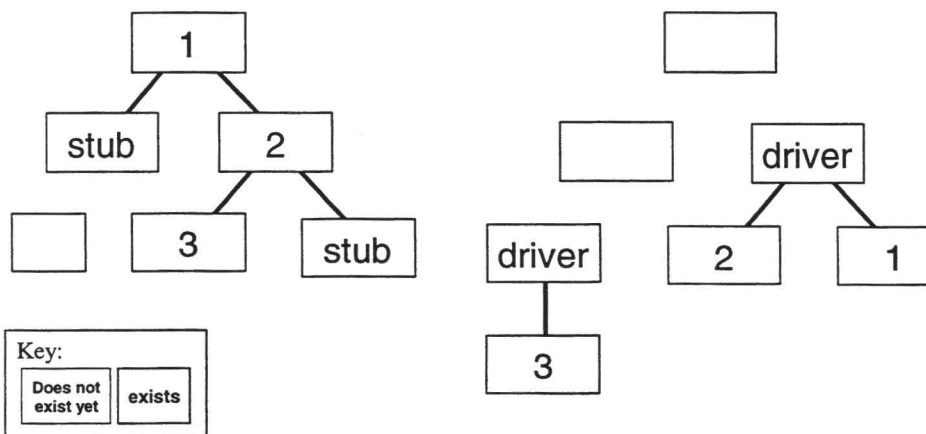 1
stub
2
3
stub
driver
2
1
driver
3
Key:
Does not
exist yet
exists